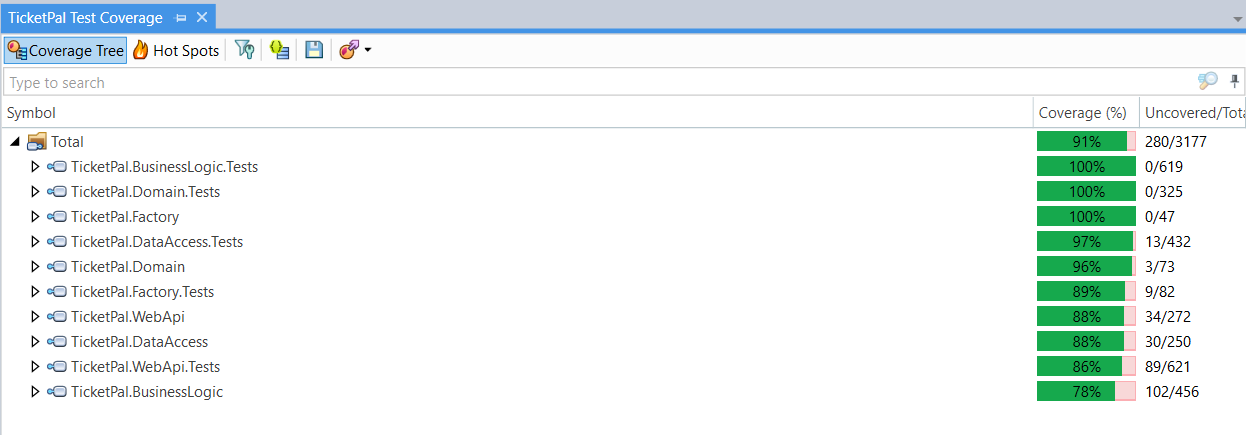 TicketPal Test Coverage
Coverage Tree Hot Spots
Type to search
Symbol Coverage (%) Uncovered/Tota
Total 91% 280/3177
TicketPal.BusinessLogic.Tests 100% 0/619
TicketPal.Domain.Tests 100% 0/325
TicketPal.Factory 100% 0/47
TicketPal.DataAccess.Tests 97% 13/432
TicketPal.Domain 96% 3/73
TicketPal.Factory.Tests 89% 9/82
TicketPal.WebApi 88% 34/272
TicketPal.DataAccess 88% 30/250
TicketPal.WebApi.Tests 86% 89/621
TicketPal.BusinessLogic 78% 102/456